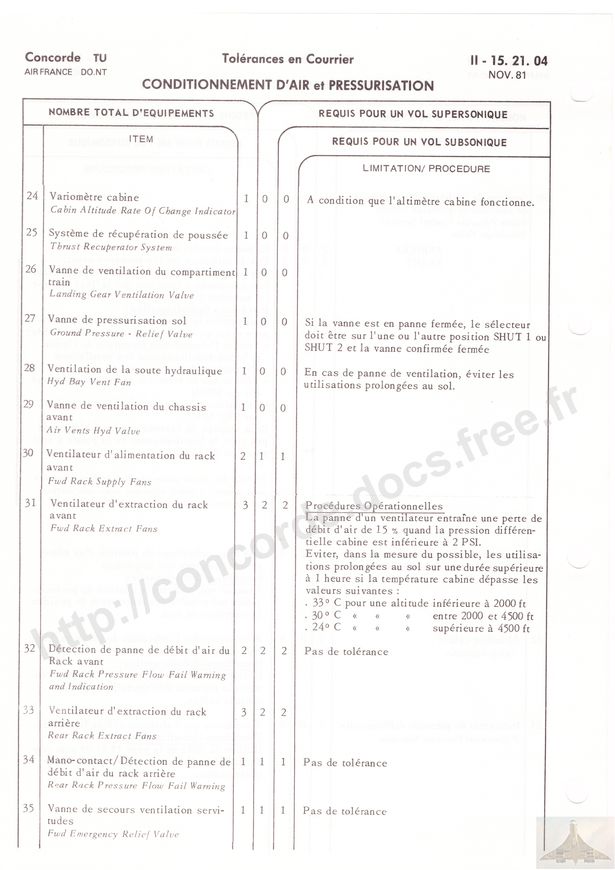 Concorde TU
Tolérances en Courrier
II - 15. 21. 04
AIR FRANCE DO.NT
NOV. 81
CONDITIONNEMENT D'AIR et PRESSURISATION
NOMBRE TOTAL D'EQUIPEMENTS
REQUIS POUR UN VOL SUPERSONIQUE
ITEM
REQUIS POUR UN VOL SUBSONIQUE
LIMITATION/ PROCEDURE
24 Variomètre cabine 1 0 0 A condition que l'altimètre cabine fonctionne.
Cabin Altitude Rate Of Change Indicator
25 Système de récupération de poussée 1 0 0
Thrust Recuperator System
26 Vanne de ventilation du compartiment 1 0 0
train
Landing Gear Ventilation Valve
27 Vanne de pressurisation sol 1 0 0 Si la vanne est en panne fermée, le sélecteur
Ground Pressure - Relief Valve doit être sur l'une ou l'autre position SHUT 1 ou
SHUT 2 et la vanne confirmée fermée
28 Ventilation de la soute hydraulique 1 0 0 En cas de panne de ventilation, éviter les
Hyd Bay Vent Fan utilisations prolongées au sol.
29 Vanne de ventilation du chassis 1 0 0
avant
Air Vents Hyd Valve
30 Ventilateur d'alimentation du rack 2 1 1
avant
Fwd Rack Supply Fans
31 Ventilateur d'extraction du rack 3 2 2 Procédures Opérationnelles
avant La panne d'un ventilateur entraîne une perte de
Fwd Rack Extract Fans débit d'air de 15 % quand la pression différen-
tielle cabine est inférieure à 2 PSI.
Eviter, dans la mesure du possible, les utilisa-
tions prolongées au sol sur une durée supérieure
à 1 heure si la température cabine dépasse les
valeurs suivantes :
. 33° C pour une altitude inférieure à 2000 ft
. 30° C « « « entre 2000 et 4500 ft
. 24° C « « « supérieure à 4500 ft
32 Détection de panne de débit d'air du 2 2 2 Pas de tolérance
Rack avant
Fwd Rack Pressure Flow Fail Warning
and Indication
33 Ventilateur d'extraction du rack 3 2 2
arrière
Rear Rack Extract Fans
34 Mano-contact/Détection de panne de 1 1 1 Pas de tolérance
débit d'air du rack arrière
Rear Rack Pressure Flow Fail Warning
35 Vanne de secours ventilation servi- 1 1 1 Pas de tolérance
tudes
Fwd Emergency Relief Valve
http://concorde.docs.free.fr